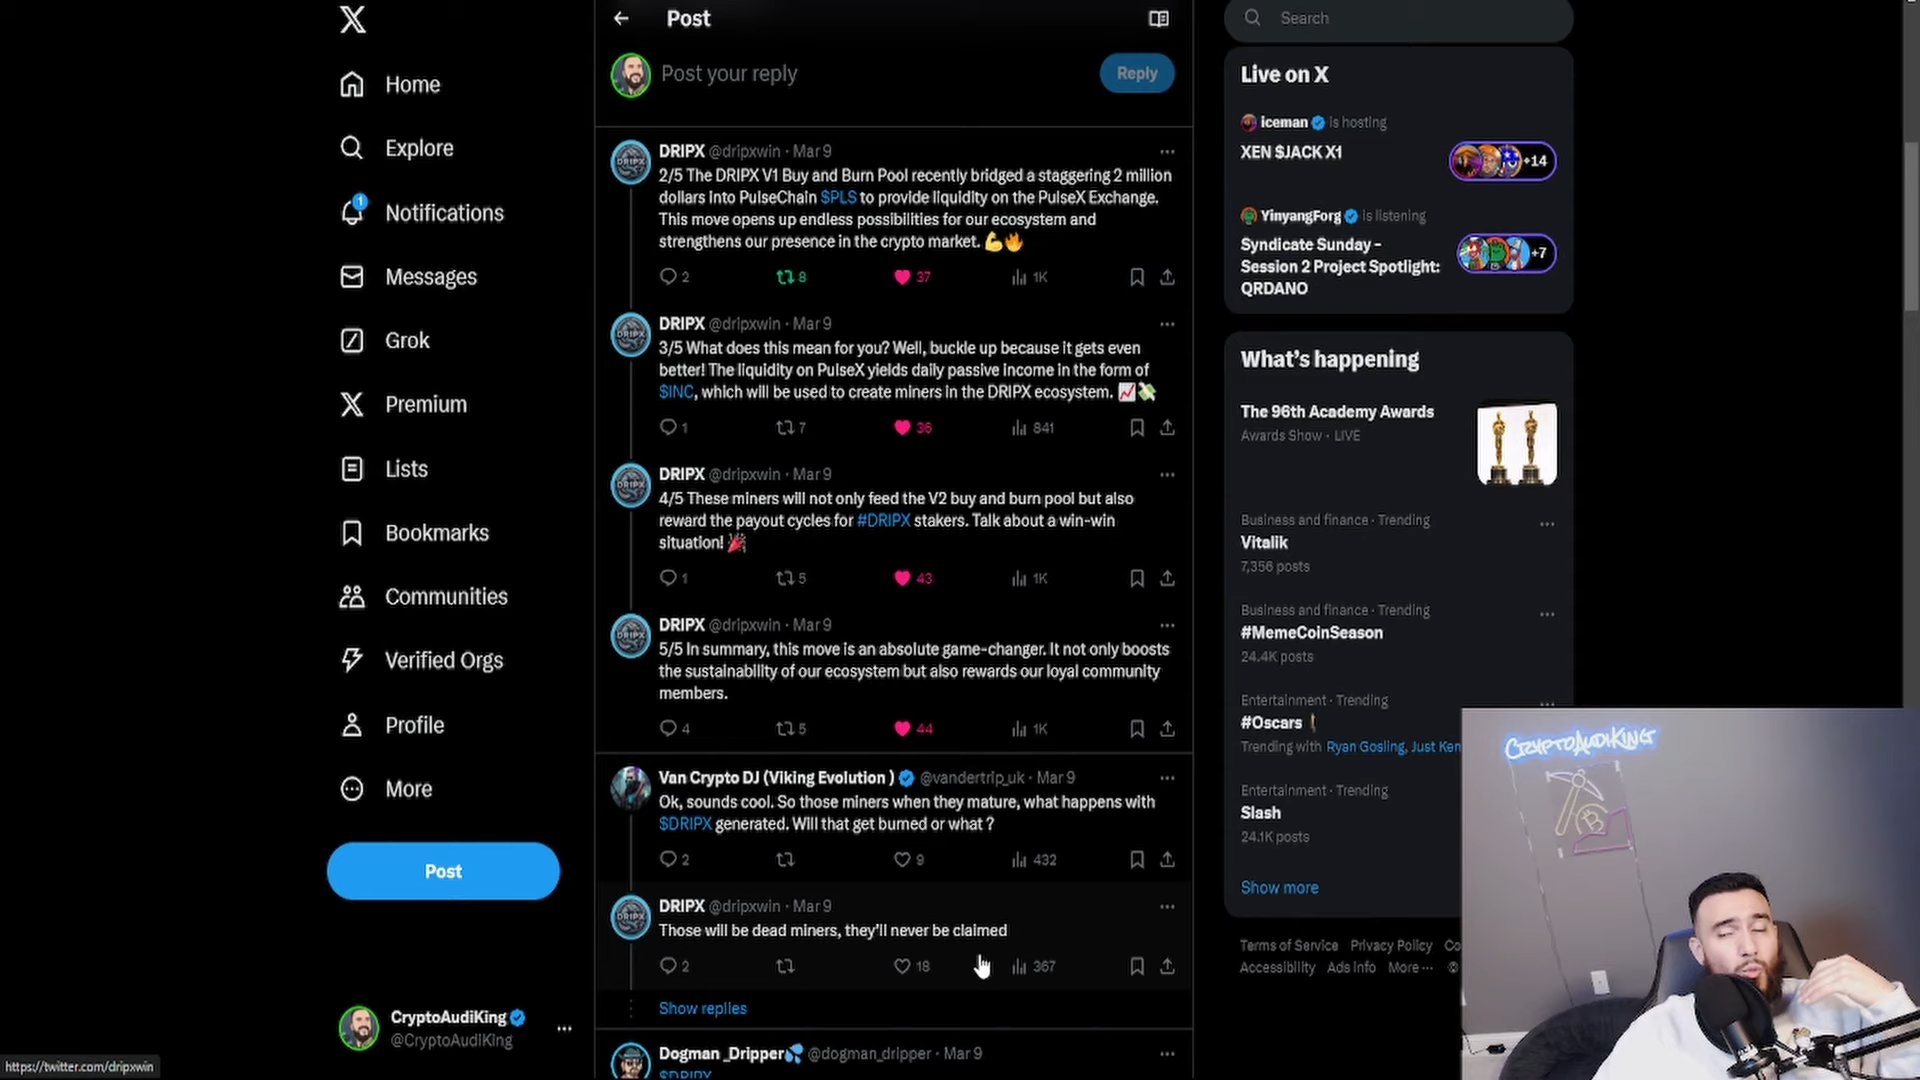 Post
Search
Home
Explore
1
Notifications
Messages
Grok
Premium
Lists
Bookmarks
Communities
Verified Orgs
Profile
More
Post
CryptoAudiKing
@CryptoAudiKing
https://twitter.com/dripxwin
Post your reply
Reply
DRIPX @dripxwin · Mar 9
2/5 The DRIPX V1 Buy and Burn Pool recently bridged a staggering 2 million
dollars into PulseChain $PLS to provide liquidity on the PulseX Exchange.
This move opens up endless possibilities for our ecosystem and
strengthens our presence in the crypto market. 💪🔥
2 8 37 1K
DRIPX @dripxwin · Mar 9
3/5 What does this mean for you? Well, buckle up because it gets even
better! The liquidity on PulseX yields daily passive income in the form of
$INC, which will be used to create miners in the DRIPX ecosystem. 📈💸
1 7 36 841
DRIPX @dripxwin · Mar 9
4/5 These miners will not only feed the V2 buy and burn pool but also
reward the payout cycles for #DRIPX stakers. Talk about a win-win
situation! 🎉
1 5 43 1K
DRIPX @dripxwin · Mar 9
5/5 In summary, this move is an absolute game-changer. It not only boosts
the sustainability of our ecosystem but also rewards our loyal community
members.
4 5 44 1K
Van Crypto DJ (Viking Evolution ) @vandertrip_uk · Mar 9
Ok, sounds cool. So those miners when they mature, what happens with
$DRIPX generated. Will that get burned or what ?
2 9 432
DRIPX @dripxwin · Mar 9
Those will be dead miners, they'll never be claimed
2 18 367
Show replies
Dogman _Dripper💦 @dogman_dripper · Mar 9
$DRIPX
Live on X
iceman is hosting
XEN $JACK X1
+14
YinyangForg is listening
Syndicate Sunday -
Session 2 Project Spotlight:
QRDANO
+7
What's happening
The 96th Academy Awards
Awards Show · LIVE
Business and finance · Trending
Vitalik
7,356 posts
Business and finance · Trending
#MemeCoinSeason
24.4K posts
Entertainment · Trending
#Oscars
Trending with Ryan Gosling, Just Ken
Entertainment · Trending
Slash
24.1K posts
Show more
Terms of Service Privacy Policy Co
Accessibility Ads info More ··· ©
CRYPTOAUDIKING